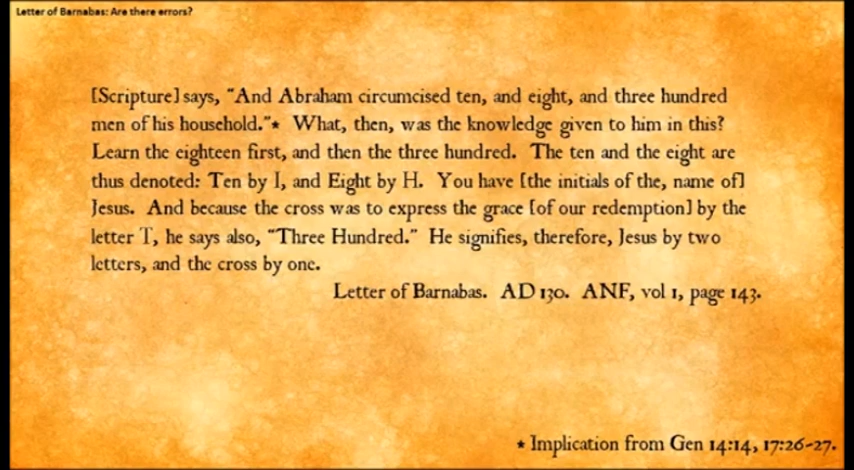 Letter of Barnabas: Are there errors?
[Scripture] says, "And Abraham circumcised ten, and eight, and three hundred
men of his household."★ What, then, was the knowledge given to him in this?
Learn the eighteen first, and then the three hundred. The ten and the eight are
thus denoted: Ten by I, and Eight by H. You have [the initials of the, name of]
Jesus. And because the cross was to express the grace [of our redemption] by the
letter T, he says also, "Three Hundred." He signifies, therefore, Jesus by two
letters, and the cross by one.
Letter of Barnabas. AD 130. ANF, vol 1, page 143.
★ Implication from Gen 14:14, 17:26-27.